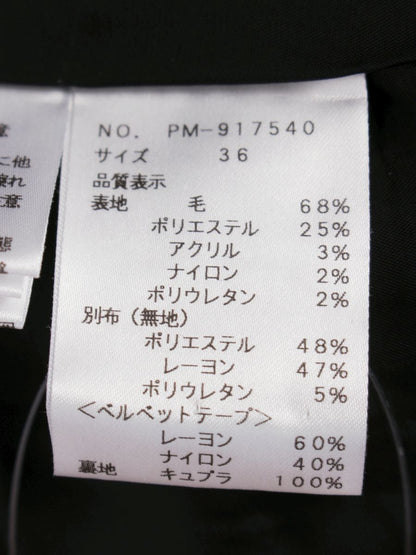 NO. PM-917540
サイズ 36
品質表示
表地 毛 68%
ポリエステル 25%
アクリル 3%
ナイロン 2%
ポリウレタン 2%
別布（無地）
ポリエステル 48%
レーヨン 47%
ポリウレタン 5%
＜ベルベットテープ＞
レーヨン 60%
ナイロン 40%
裏地 キュプラ 100%
に他
意
態